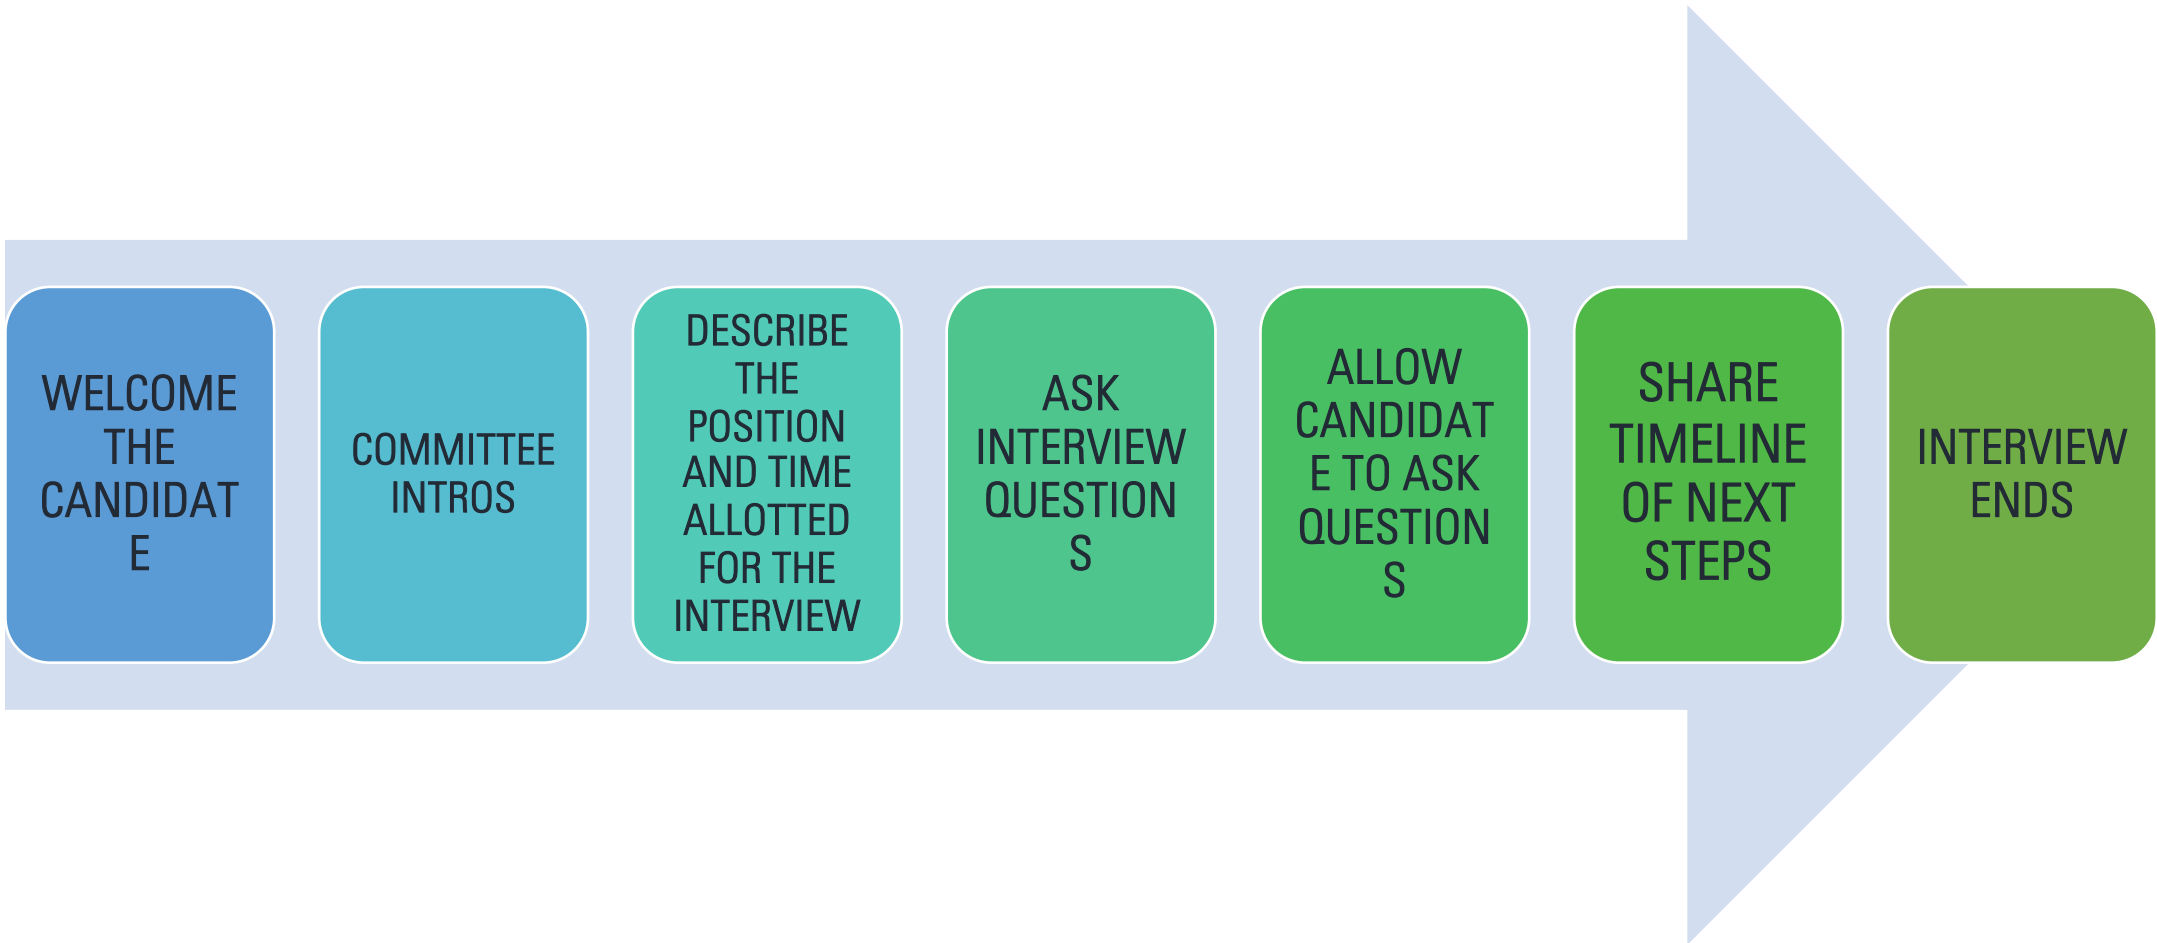 WELCOME
THE
CANDIDAT
E
COMMITTEE
INTROS
DESCRIBE
THE
POSITION
AND TIME
ALLOTTED
FOR THE
INTERVIEW
ASK
INTERVIEW
QUESTION
S
ALLOW
CANDIDAT
E TO ASK
QUESTION
S
SHARE
TIMELINE
OF NEXT
STEPS
INTERVIEW
ENDS